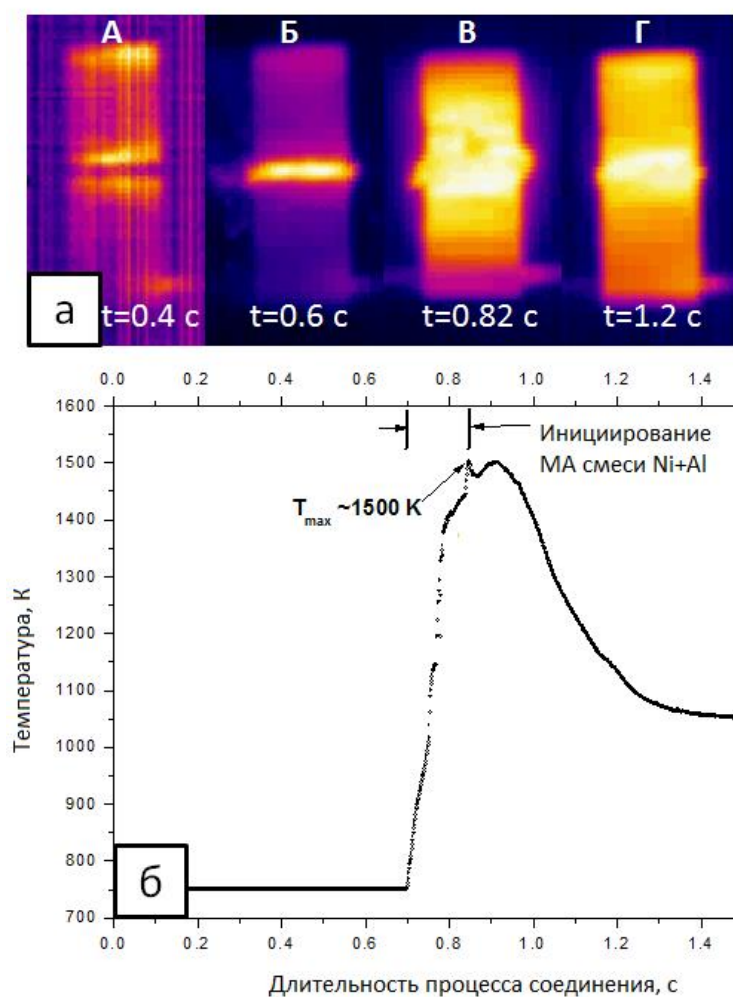 А Б В Г
а t=0.4 с t=0.6 с t=0.82 с t=1.2 с
0.0 0.2 0.4 0.6 0.8 1.0 1.2 1.4
1600
1500
1400
1300
1200
1100
1000
900
800
700
Инициирование
МА смеси Ni+Al
Tmax ~1500 K
Температура, К
б
0.0 0.2 0.4 0.6 0.8 1.0 1.2 1.4
Длительность процесса соединения, с